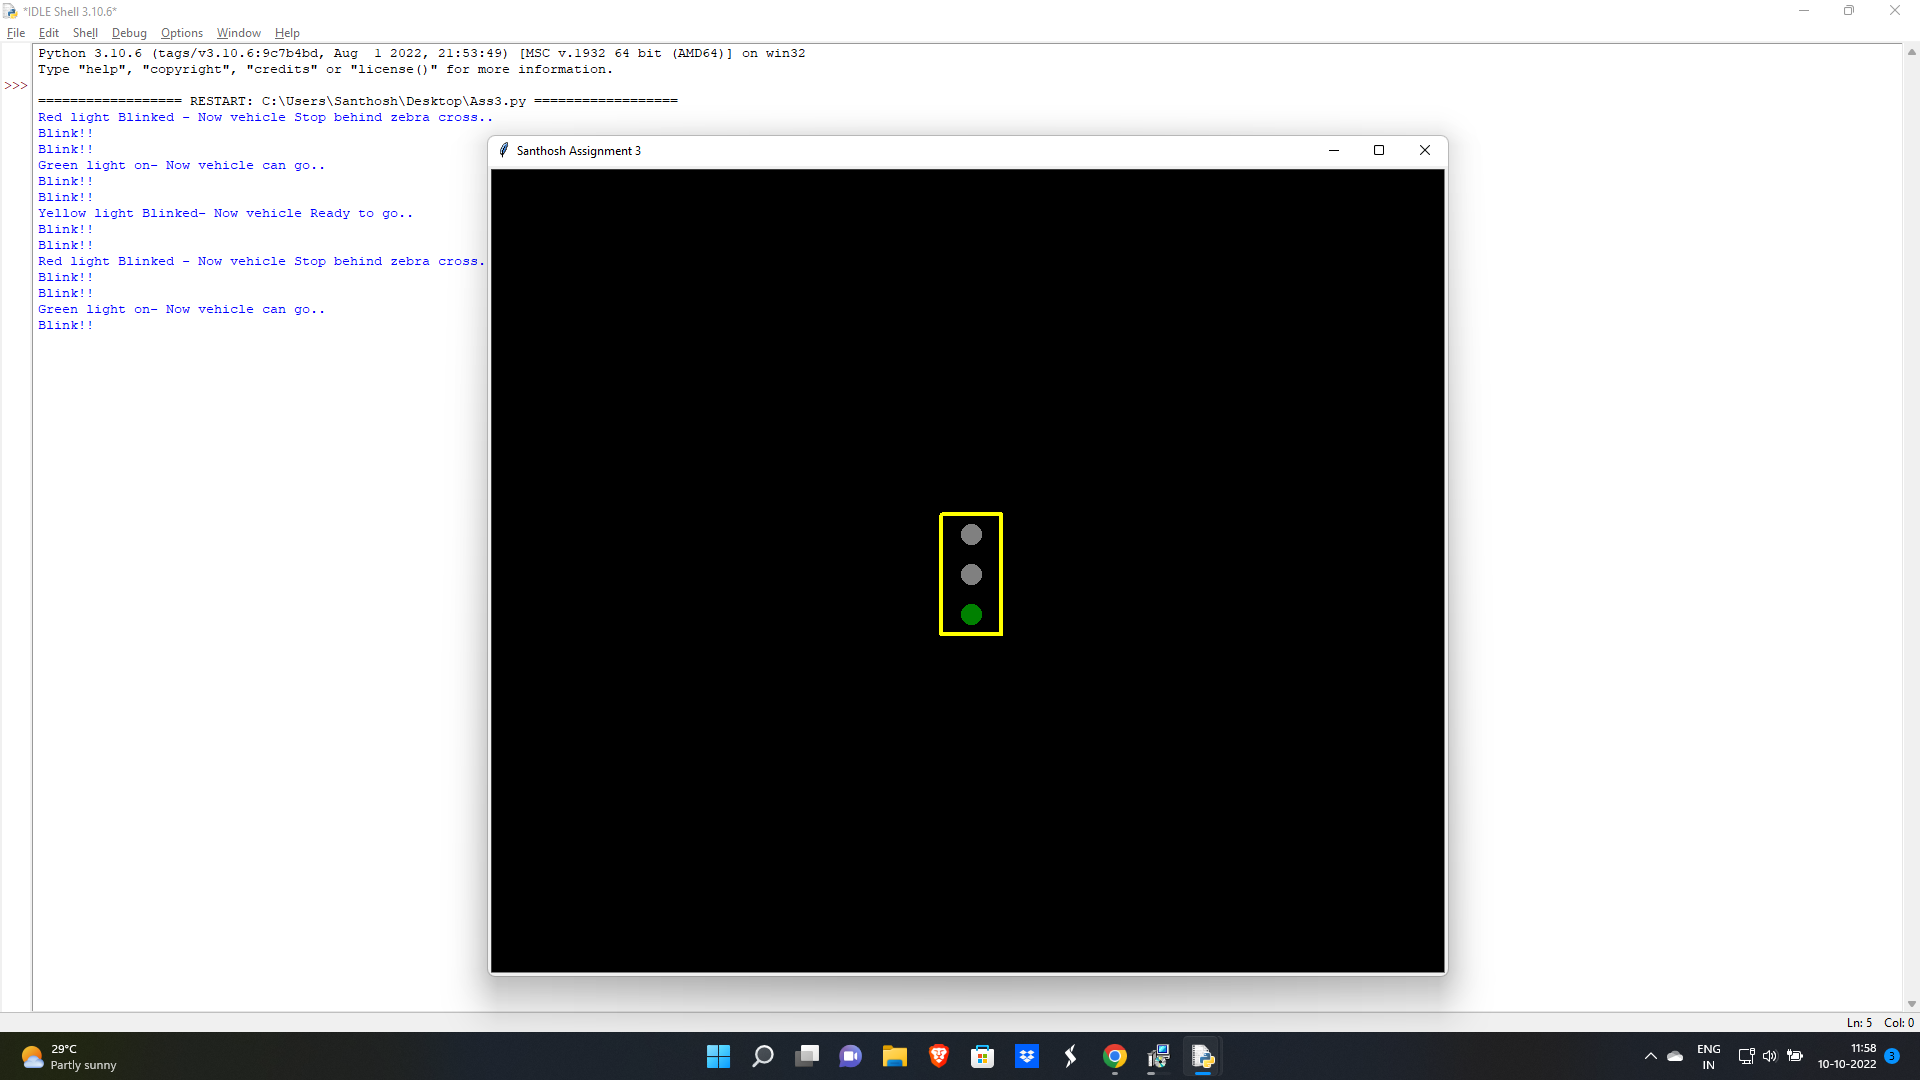 *IDLE Shell 3.10.6*
File Edit Shell Debug Options Window Help
Python 3.10.6 (tags/v3.10.6:9c7b4bd, Aug  1 2022, 21:53:49) [MSC v.1932 64 bit (AMD64)] on win32
Type "help", "copyright", "credits" or "license()" for more information.
>>>
================== RESTART: C:\Users\Santhosh\Desktop\Ass3.py ==================
Red light Blinked - Now vehicle Stop behind zebra cross..
Blink!!
Blink!!
Green light on- Now vehicle can go..
Blink!!
Blink!!
Yellow light Blinked- Now vehicle Ready to go..
Blink!!
Blink!!
Red light Blinked - Now vehicle Stop behind zebra cross.
Blink!!
Blink!!
Green light on- Now vehicle can go..
Blink!!
Santhosh Assignment 3
Ln: 5 Col: 0
29°C
Partly sunny
ENG
IN
11:58
10-10-2022
3